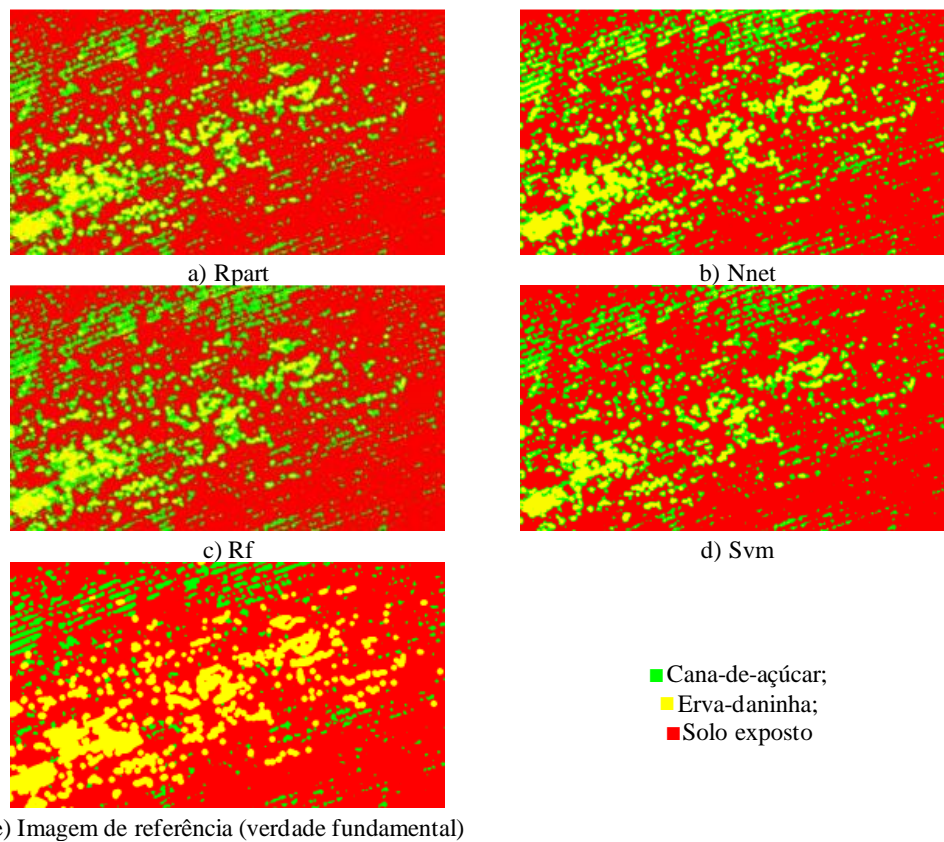 a) Rpart
b) Nnet
c) Rf
d) Svm
Cana-de-açúcar;
Erva-daninha;
Solo exposto
e) Imagem de referência (verdade fundamental)